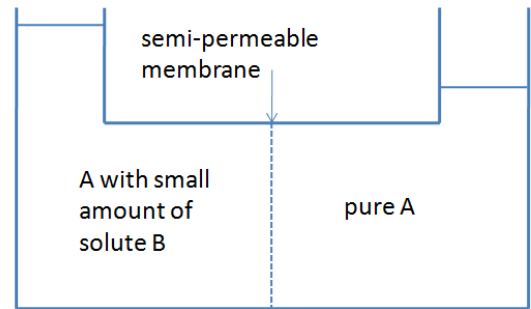 semi-permeable
membrane
A with small
amount of
solute B
pure A